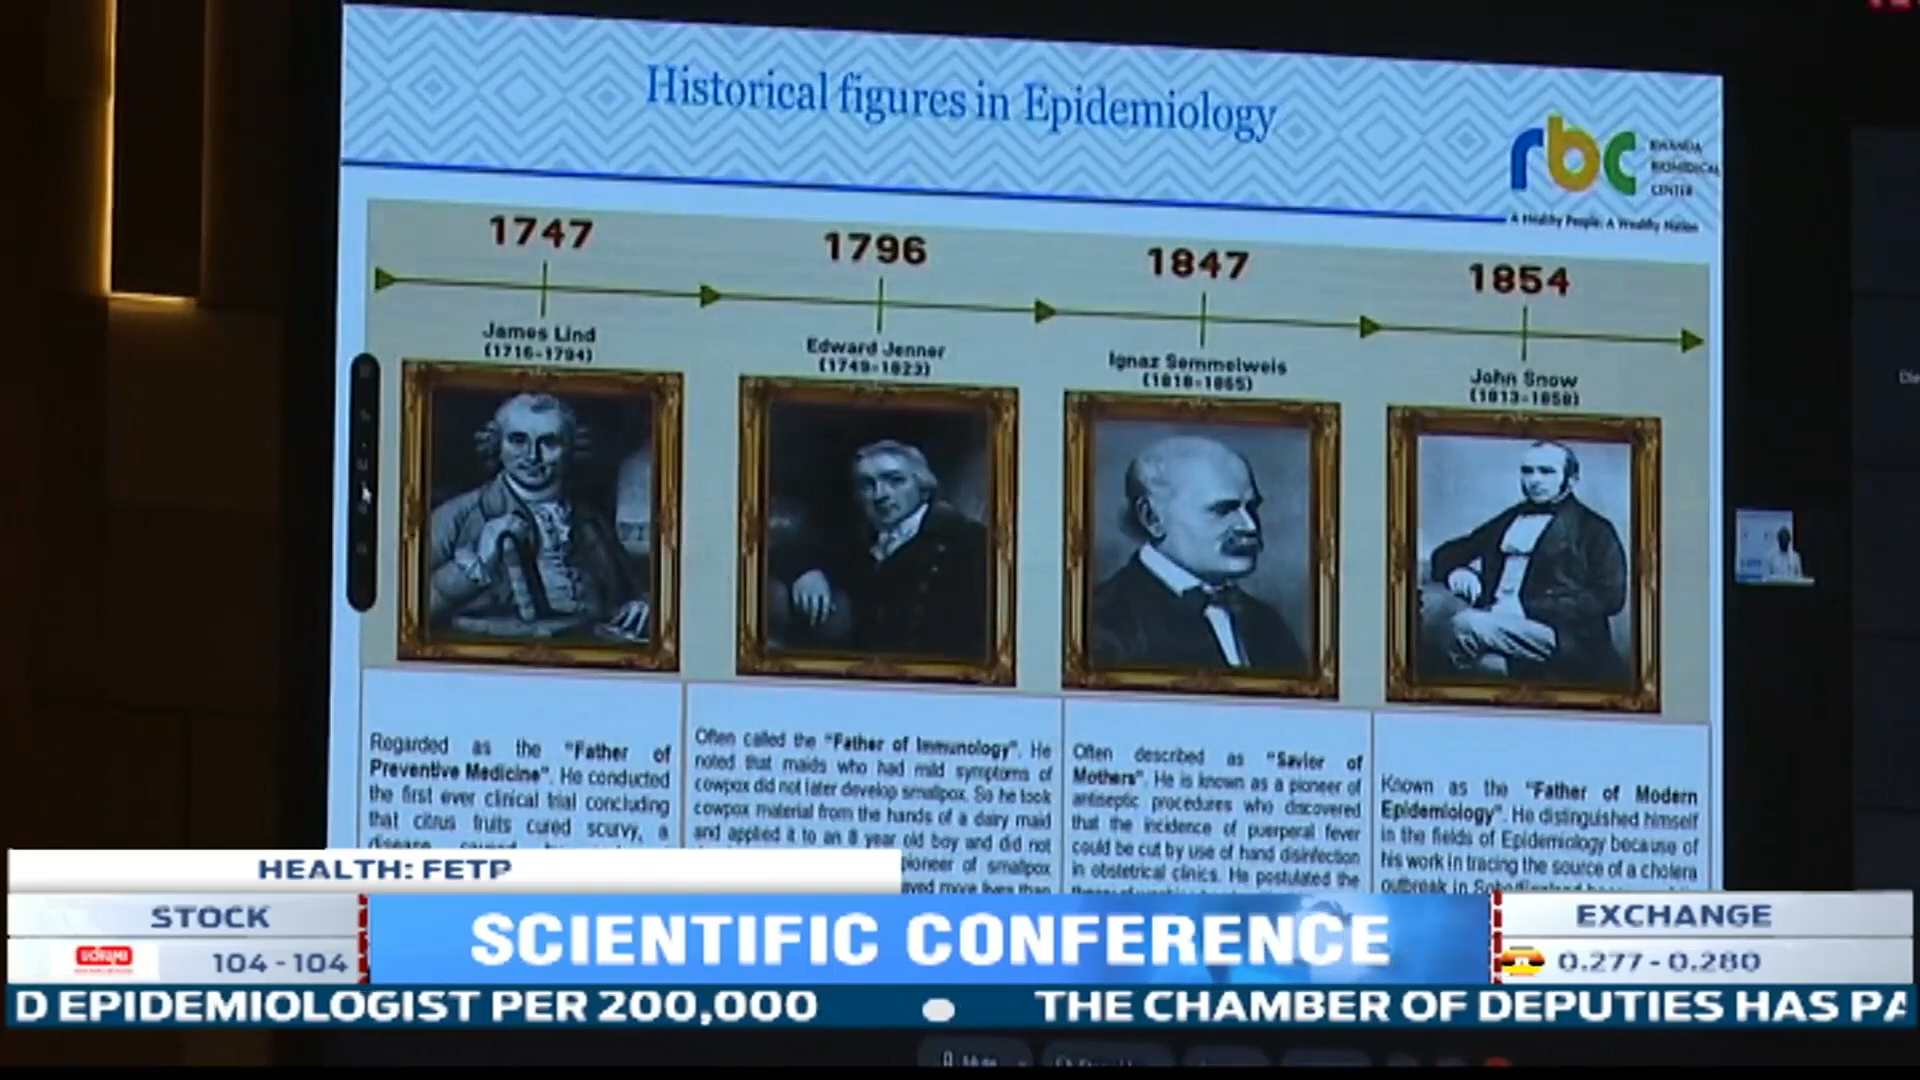 Historical figures in Epidemiology
rbc
RWANDA
BIOMEDICAL
CENTER
A Healthy People, A Wealthy Nation
1747
1796
1847
1854
James Lind
(1716-1794)
Edward Jenner
(1749-1823)
Ignaz Semmelweis
(1818-1865)
John Snow
(1813-1858)
Regarded as the "Father of
Preventive Medicine". He conducted
the first ever clinical trial concluding
that citrus fruits cured scurvy, a
Often called the "Father of Immunology". He
noted that maids who had mild symptoms of
cowpox did not later develop smallpox. So he took
cowpox material from the hands of a dairy maid
and applied it to an 8 year old boy and did not
pioneer of smallpox
more lives than
Often described as "Savior of
Mothers". He is known as a pioneer of
antiseptic procedures who discovered
that the incidence of puerperal fever
could be cut by use of hand disinfection
in obstetrical clinics. He postulated the
Known as the "Father of Modern
Epidemiology". He distinguished himself
in the fields of Epidemiology because of
his work in tracing the source of a cholera
outbreak in
HEALTH: FETP
STOCK
104 - 104
SCIENTIFIC CONFERENCE
EXCHANGE
0.277 - 0.280
D EPIDEMIOLOGIST PER 200,000
THE CHAMBER OF DEPUTIES HAS PA
Mute